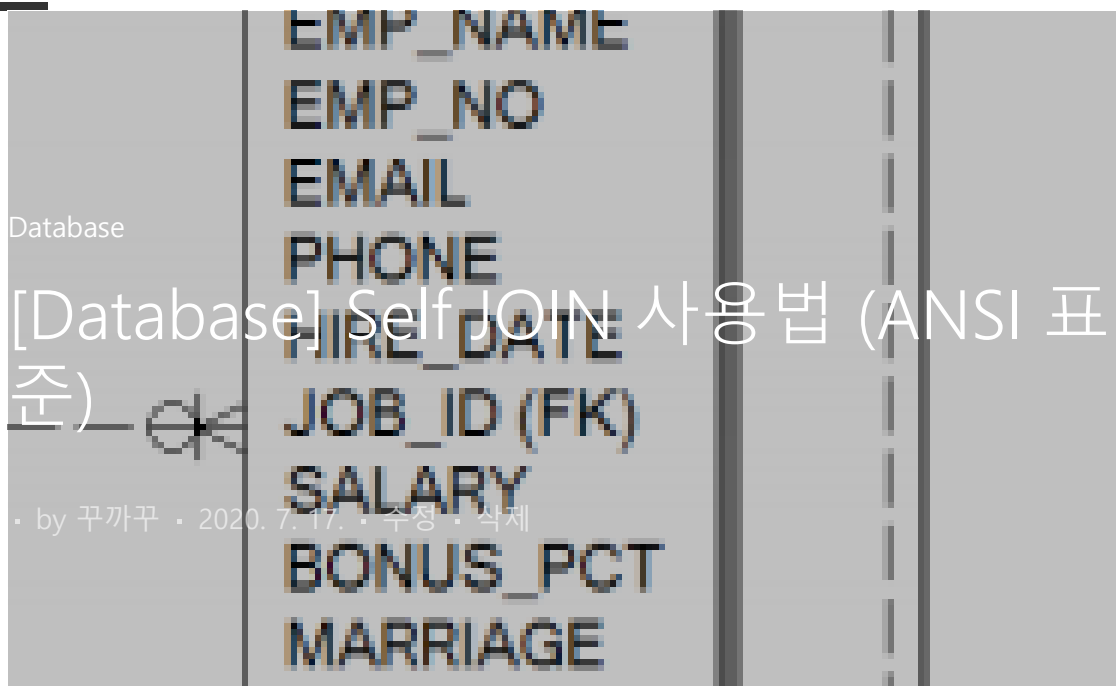 EMP_NAME
EMP_NO
EMAIL
Database
PHONE
[Database] Self JOIN 사용법 (ANSI 표
준)
HIRE_DATE
JOB_ID (FK)
SALARY
· by 꾸까꾸 · 2020. 7. 17. · 수정 · 삭제
BONUS_PCT
MARRIAGE